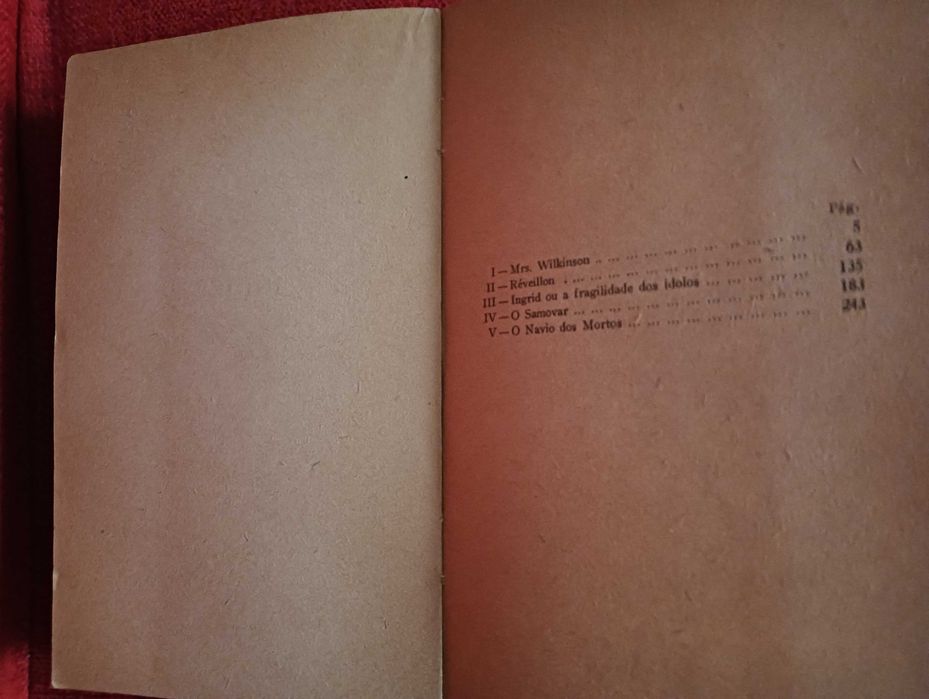 Pág.
I — Mrs. Wilkinson .. ... ... ... ... ... ... ... ... ... ... 5
II — Réveillon . ... ... ... ... ... ... ... ... ... ... ... ... 63
III — Ingrid ou a fragilidade dos ídolos ... ... ... ... ... ... 135
IV — O Samovar ... ... ... ... ... ... ... ... ... ... ... ... 183
V — O Navio dos Mortos ... ... ... ... ... ... ... ... ... ... 243